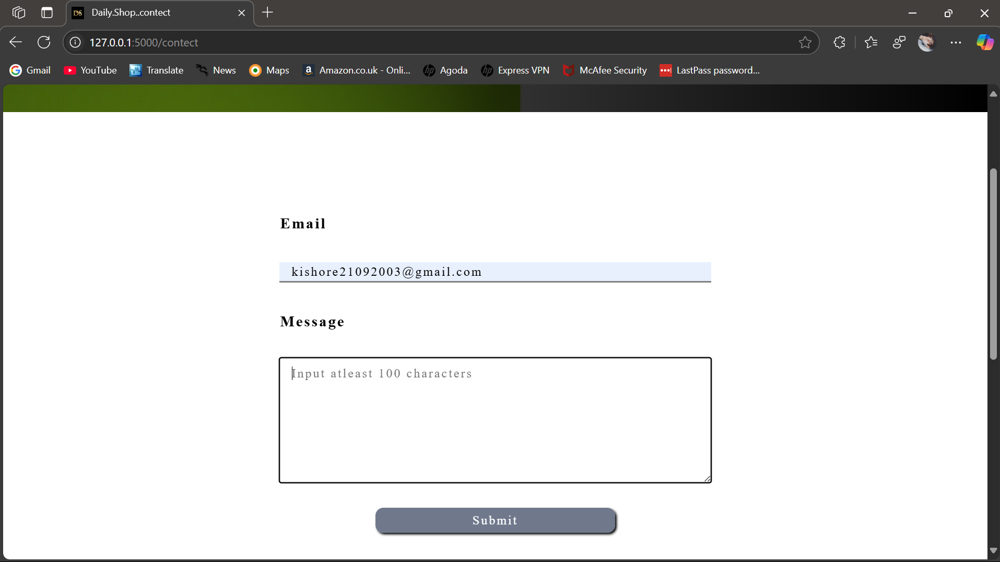 DS Daily.Shop..contect
127.0.0.1:5000/contect
Gmail YouTube Translate News Maps Amazon.co.uk - Onli... Agoda Express VPN McAfee Security LastPass password...
Email
kishore21092003@gmail.com
Message
Input atleast 100 characters
Submit